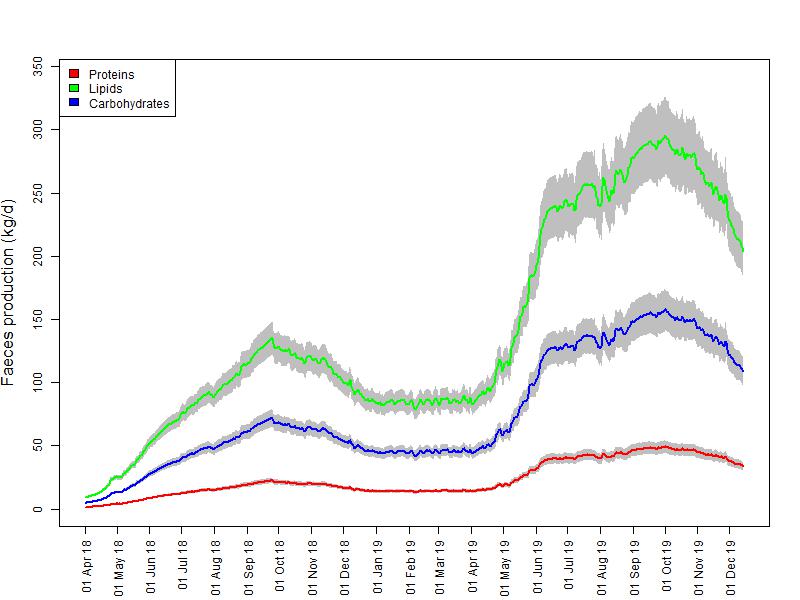 Proteins
Lipids
Carbohydrates
Faeces production (kg/d)
350
300
250
200
150
100
50
0
01 Apr 18
01 May 18
01 Jun 18
01 Jul 18
01 Aug 18
01 Sep 18
01 Oct 18
01 Nov 18
01 Dec 18
01 Jan 19
01 Feb 19
01 Mar 19
01 Apr 19
01 May 19
01 Jun 19
01 Jul 19
01 Aug 19
01 Sep 19
01 Oct 19
01 Nov 19
01 Dec 19